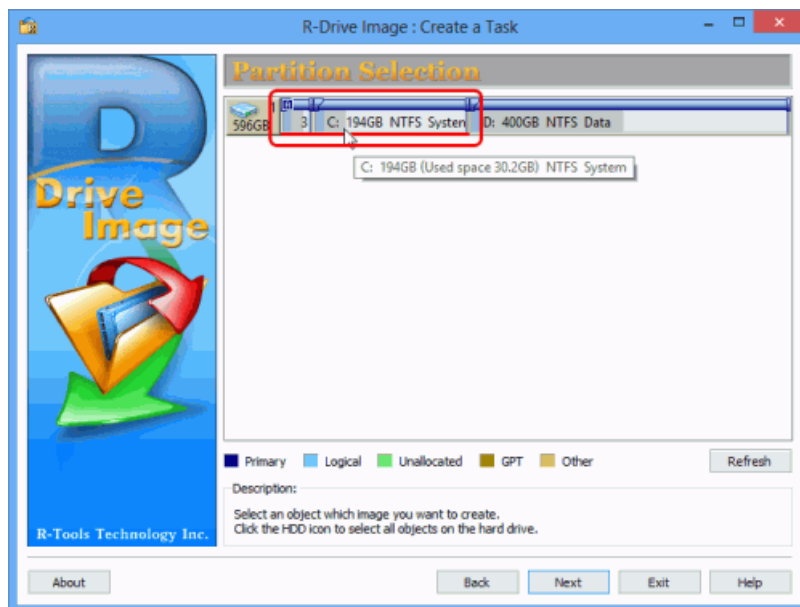 R-Drive Image : Create a Task
Partition Selection
1
596GB
3
C: 194GB NTFS System
D: 400GB NTFS Data
C: 194GB (Used space 30.2GB) NTFS System
R
Drive
Image
Primary
Logical
Unallocated
GPT
Other
Refresh
Description:
Select an object which image you want to create.
Click the HDD icon to select all objects on the hard drive.
R-Tools Technology Inc.
About
Back
Next
Exit
Help